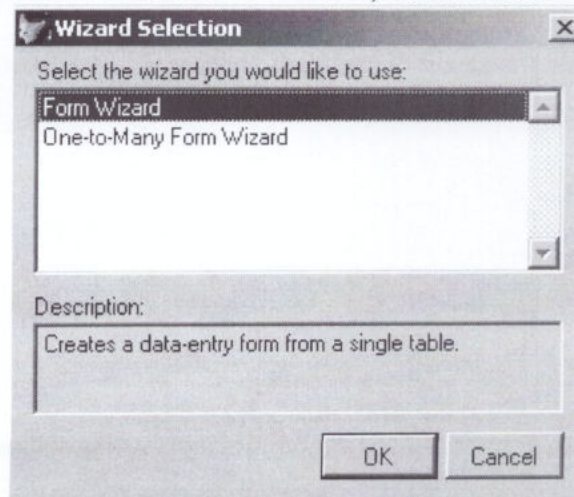 Wizard Selection
Select the wizard you would like to use:
Form Wizard
One-to-Many Form Wizard
Description:
Creates a data-entry form from a single table.
OK
Cancel